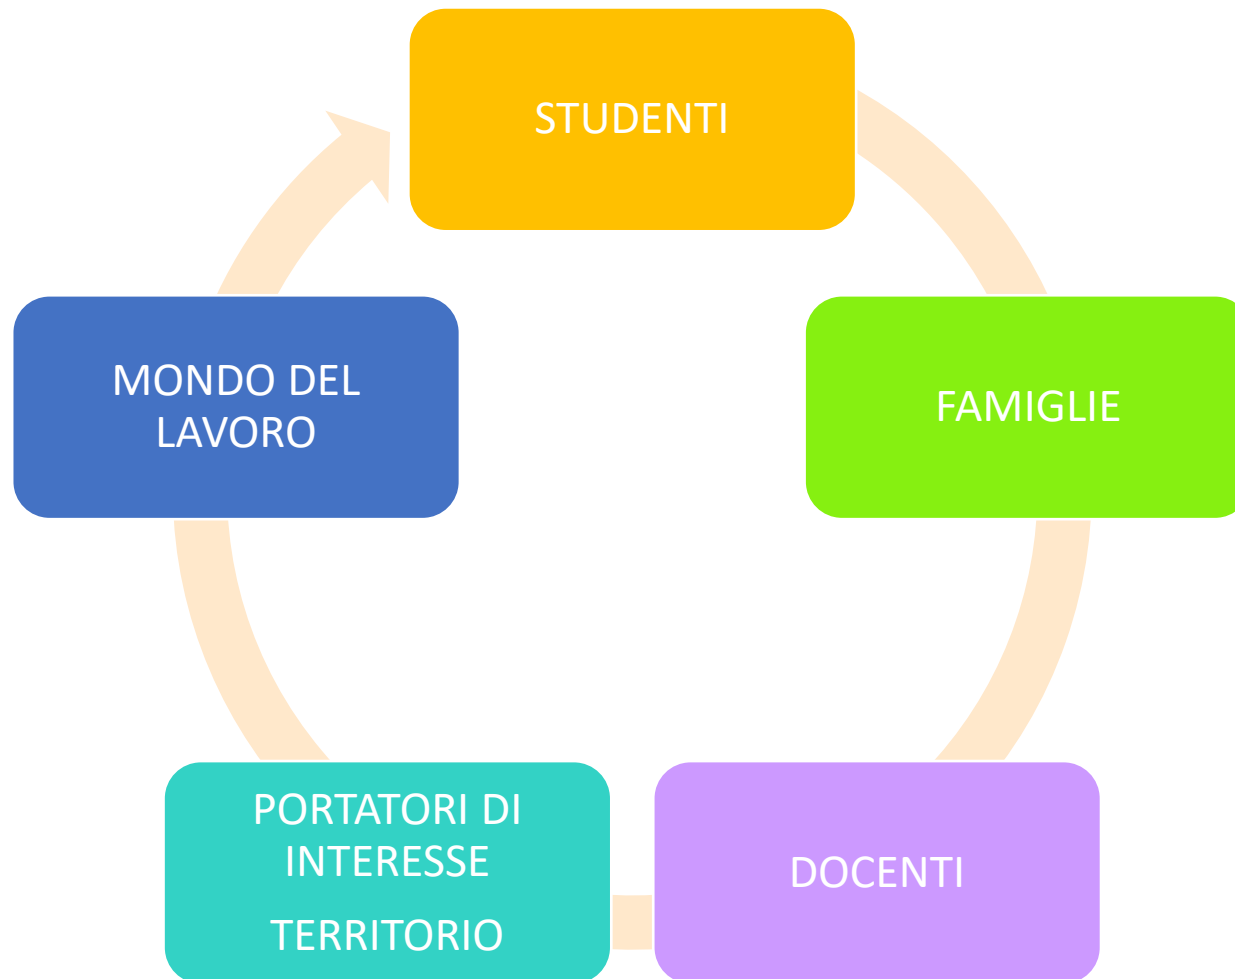 STUDENTI
FAMIGLIE
DOCENTI
PORTATORI DI
INTERESSE
TERRITORIO
MONDO DEL
LAVORO